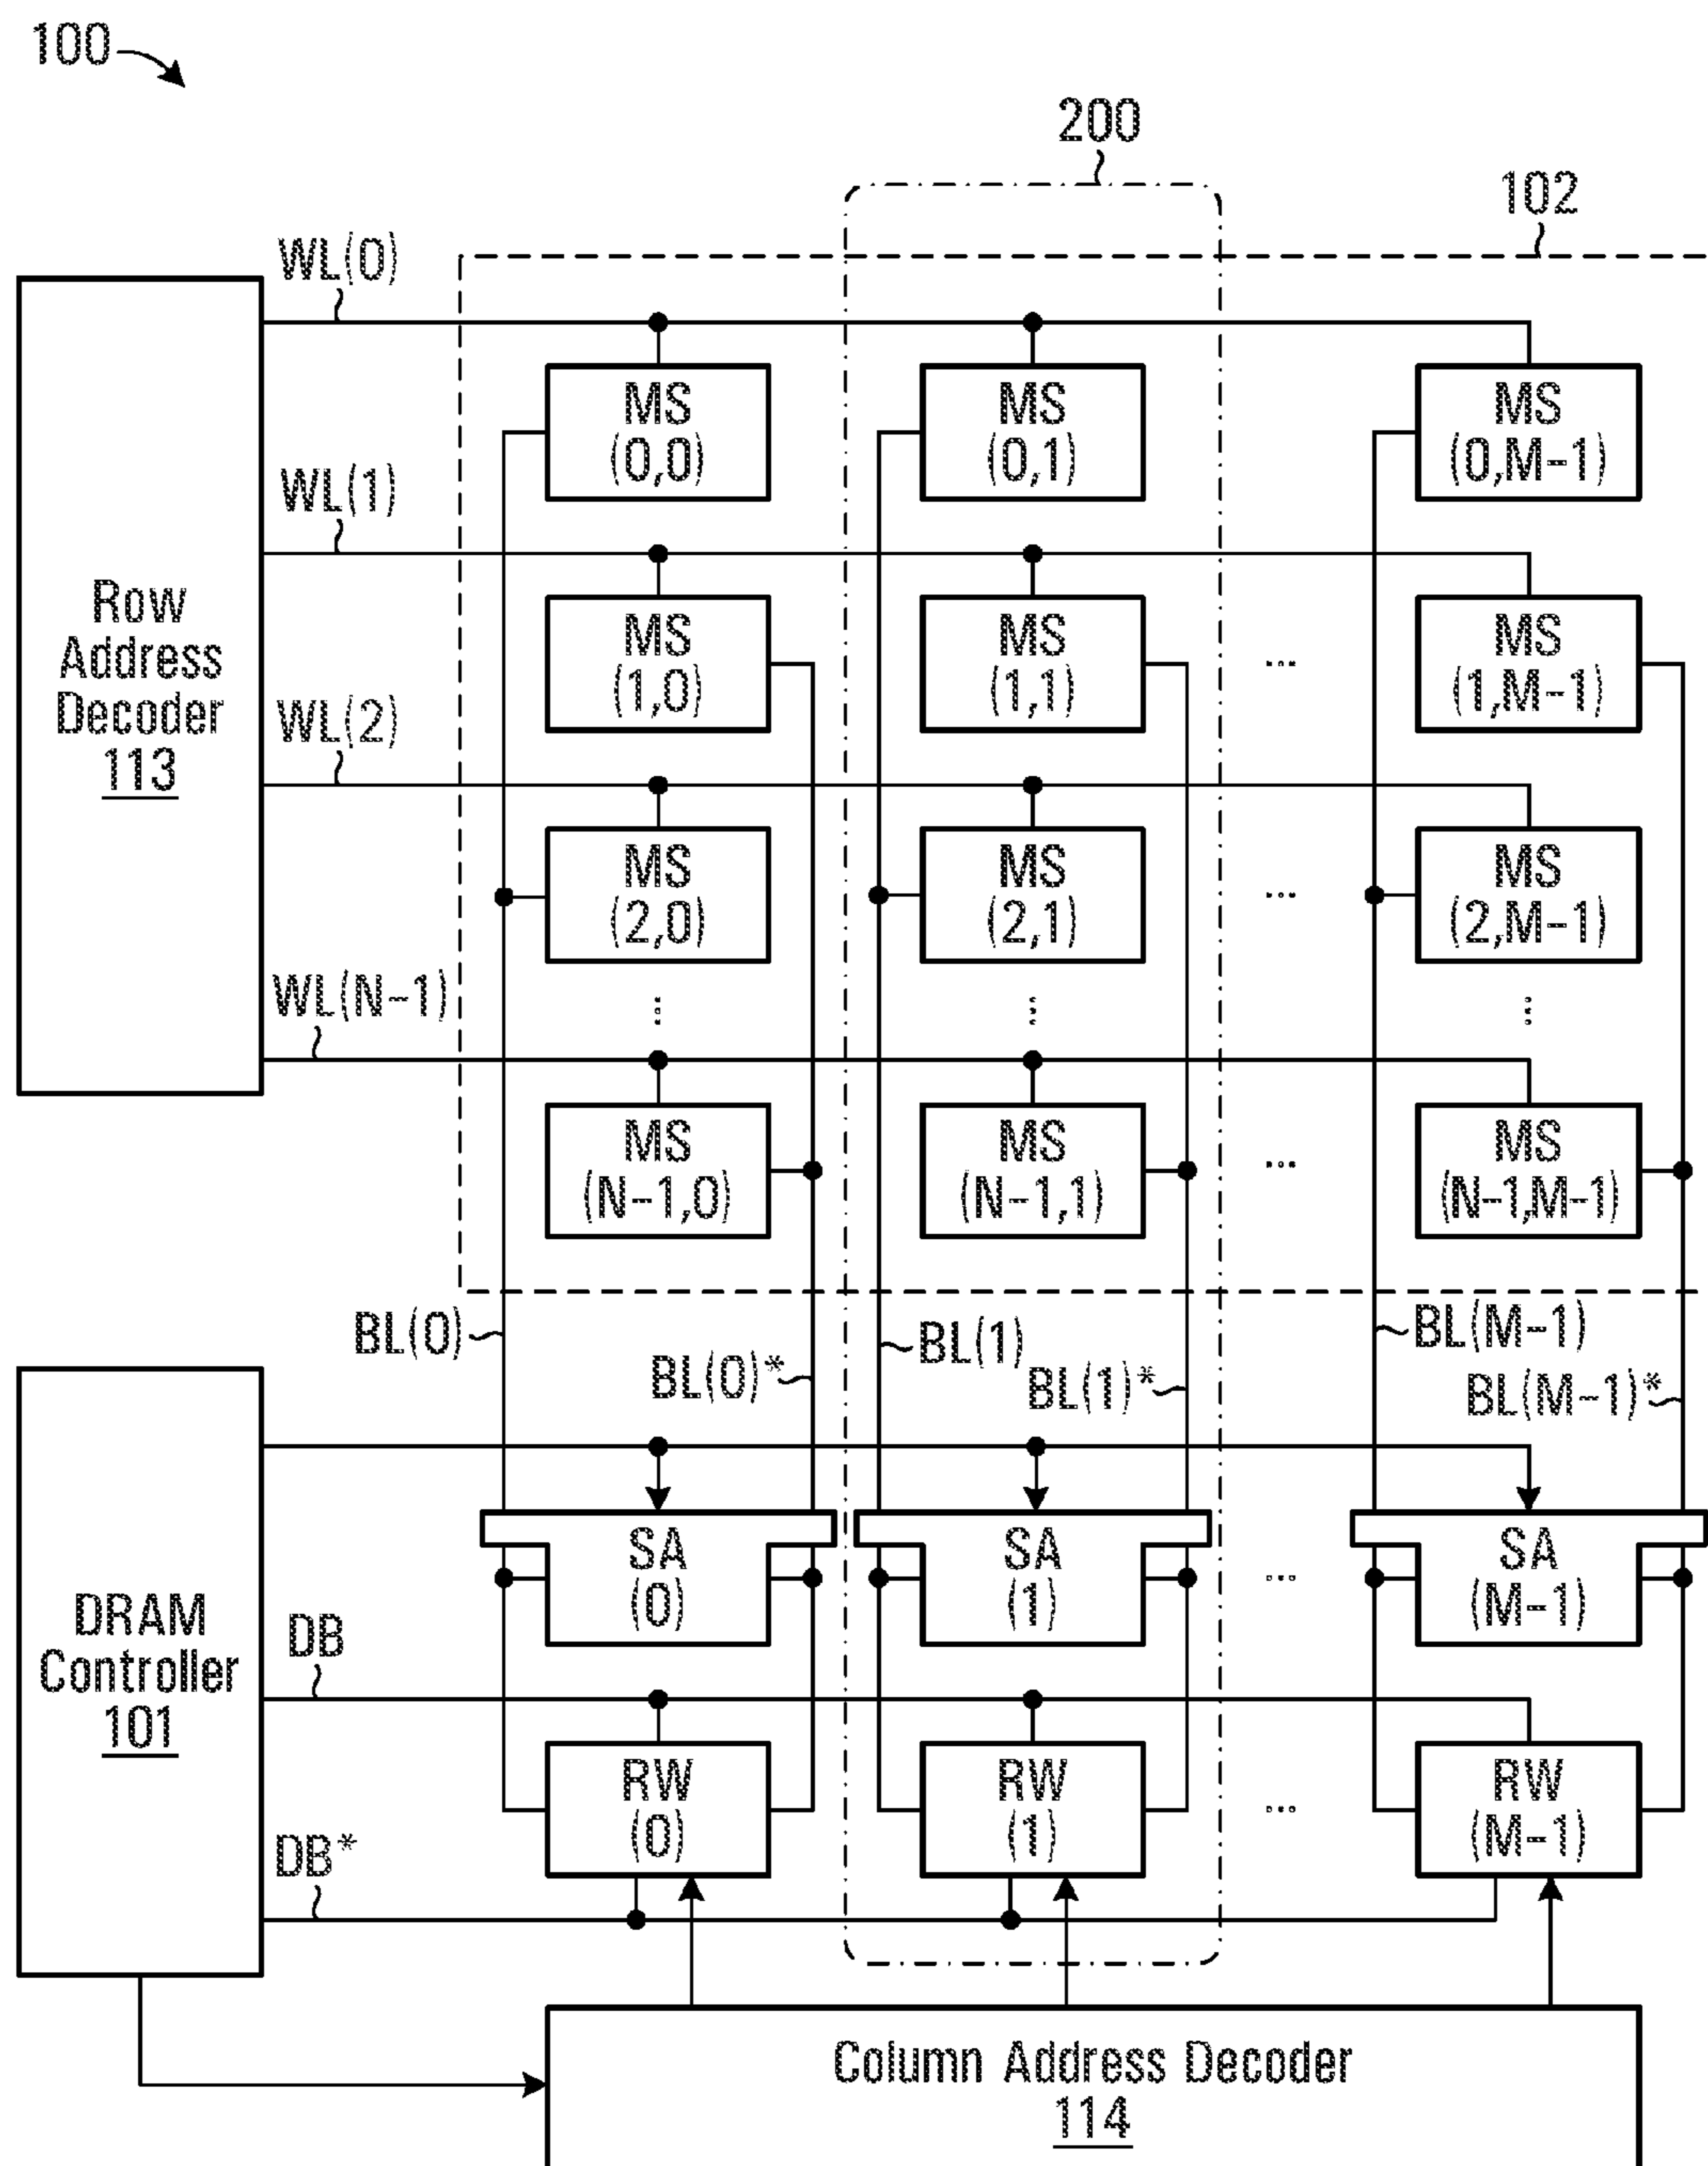 100
200
102
WL(0)
MS
(0,0)
MS
(0,1)
MS
(0,M-1)
WL(1)
Row
Address
Decoder
113
MS
(1,0)
MS
(1,1)
...
MS
(1,M-1)
WL(2)
MS
(2,0)
MS
(2,1)
...
MS
(2,M-1)
WL(N-1)
MS
(N-1,0)
MS
(N-1,1)
...
MS
(N-1,M-1)
BL(0)
BL(0)*
BL(1)
BL(1)*
BL(M-1)
BL(M-1)*
DRAM
Controller
101
SA
(0)
SA
(1)
...
SA
(M-1)
DB
RW
(0)
RW
(1)
...
RW
(M-1)
DB*
Column Address Decoder
114